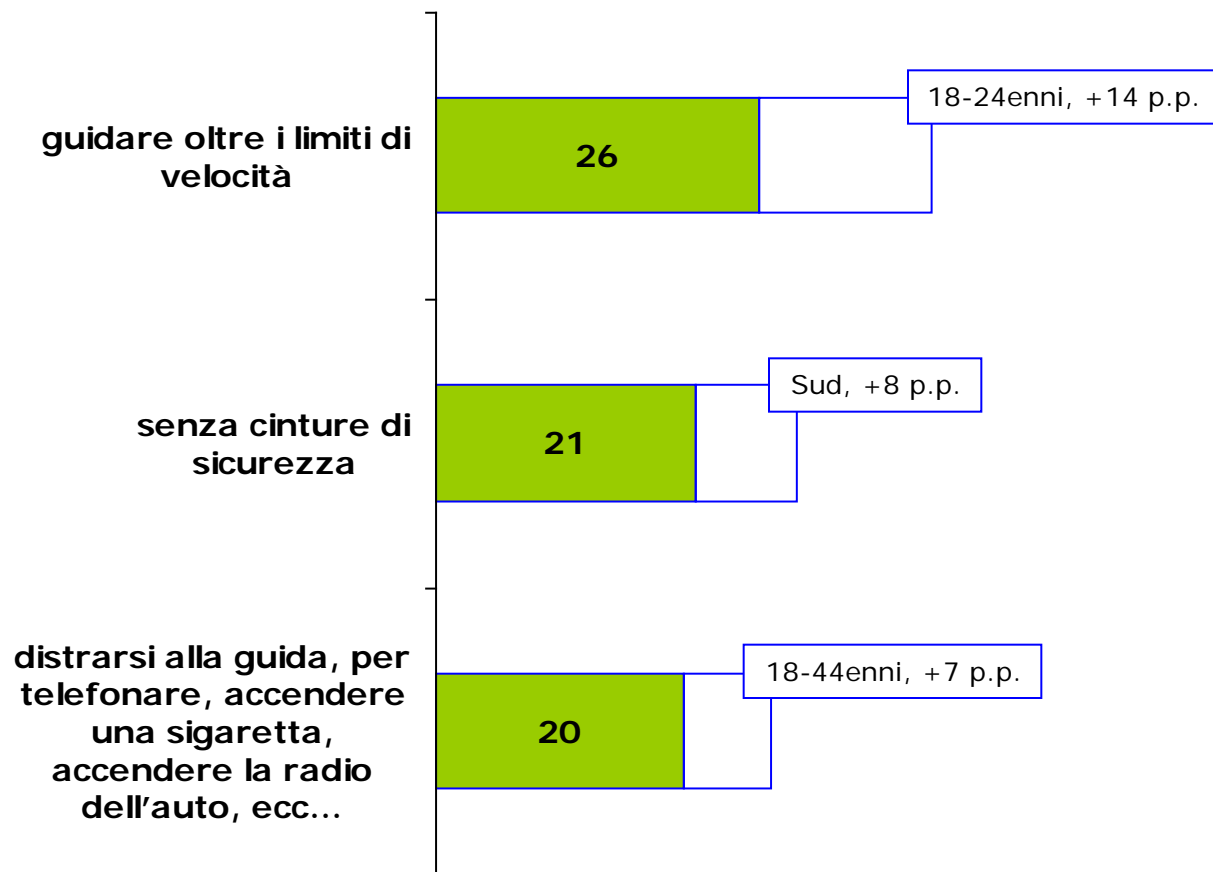 18-24enni, +14 p.p.
guidare oltre i limiti di
velocità
26
Sud, +8 p.p.
senza cinture di
sicurezza
21
18-44enni, +7 p.p.
distrarsi alla guida, per
telefonare, accendere
una sigaretta,
accendere la radio
dell'auto, ecc...
20